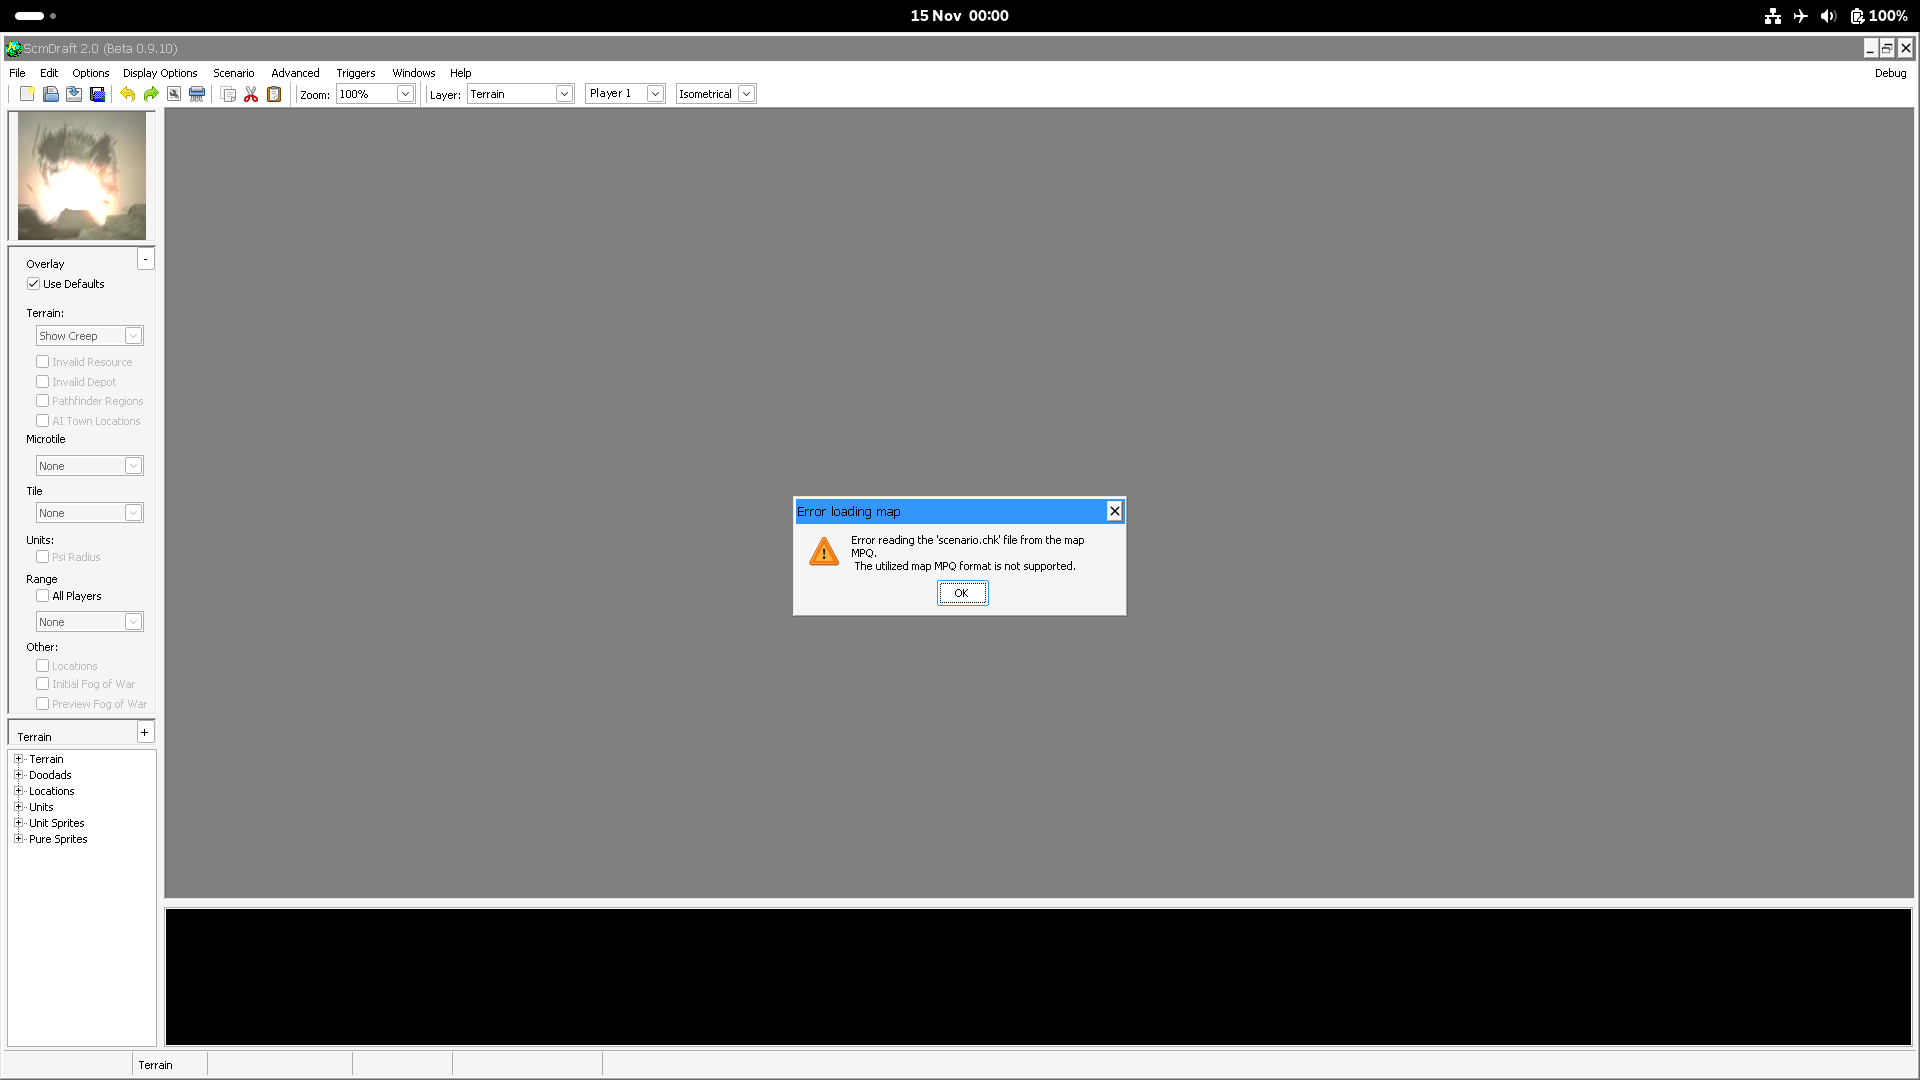 15 Nov 00:00
100%
ScmDraft 2.0 (Beta 0.9.10)
File Edit Options Display Options Scenario Advanced Triggers Windows Help Debug
Zoom: 100% Layer: Terrain Player 1 Isometrical
Overlay
-
Use Defaults
Terrain:
Show Creep
Invalid Resource
Invalid Depot
Pathfinder Regions
AI Town Locations
Microtile
None
Tile
None
Units:
Psi Radius
Range
All Players
None
Other:
Locations
Initial Fog of War
Preview Fog of War
Terrain
+
Terrain
Doodads
Locations
Units
Unit Sprites
Pure Sprites
Error loading map
Error reading the 'scenario.chk' file from the map
MPQ.
The utilized map MPQ format is not supported.
OK
Terrain